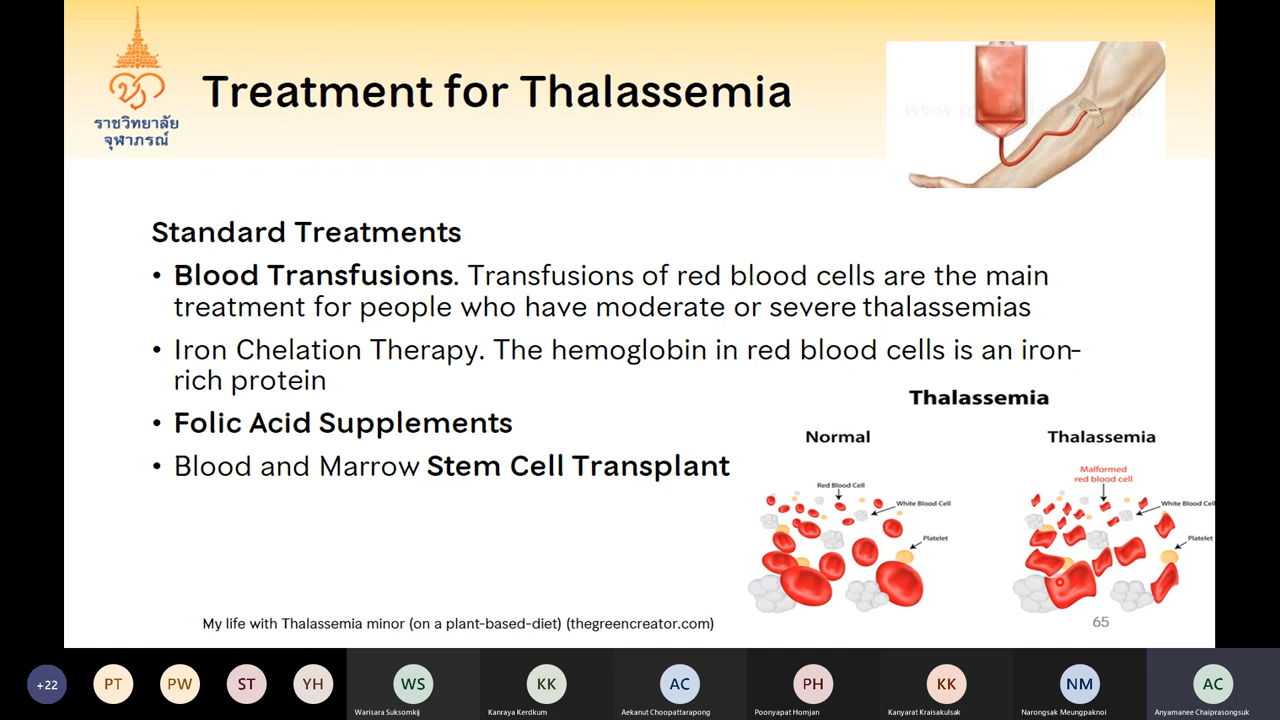 ราชวิทยาลัย
จุฬาภรณ์
Treatment for Thalassemia
Standard Treatments
• Blood Transfusions. Transfusions of red blood cells are the main
treatment for people who have moderate or severe thalassemias
• Iron Chelation Therapy. The hemoglobin in red blood cells is an iron-
rich protein
• Folic Acid Supplements
• Blood and Marrow Stem Cell Transplant
Thalassemia
Normal
Red Blood Cell
White Blood Cell
Platelet
Thalassemia
Malformed
red blood cell
White Blood Cell
Platelet
My life with Thalassemia minor (on a plant-based-diet) (thegreencreator.com)
65
+22
PT
PW
ST
YH
WS
Warisara Suksomkij
KK
Kanraya Kerdkum
AC
Aekanut Choopattarapong
PH
Poonyapat Homjan
KK
Kanyarat Kraisakulsak
NM
Narongsak Meungpaknoi
AC
Anyamanee Chaiprasongsuk